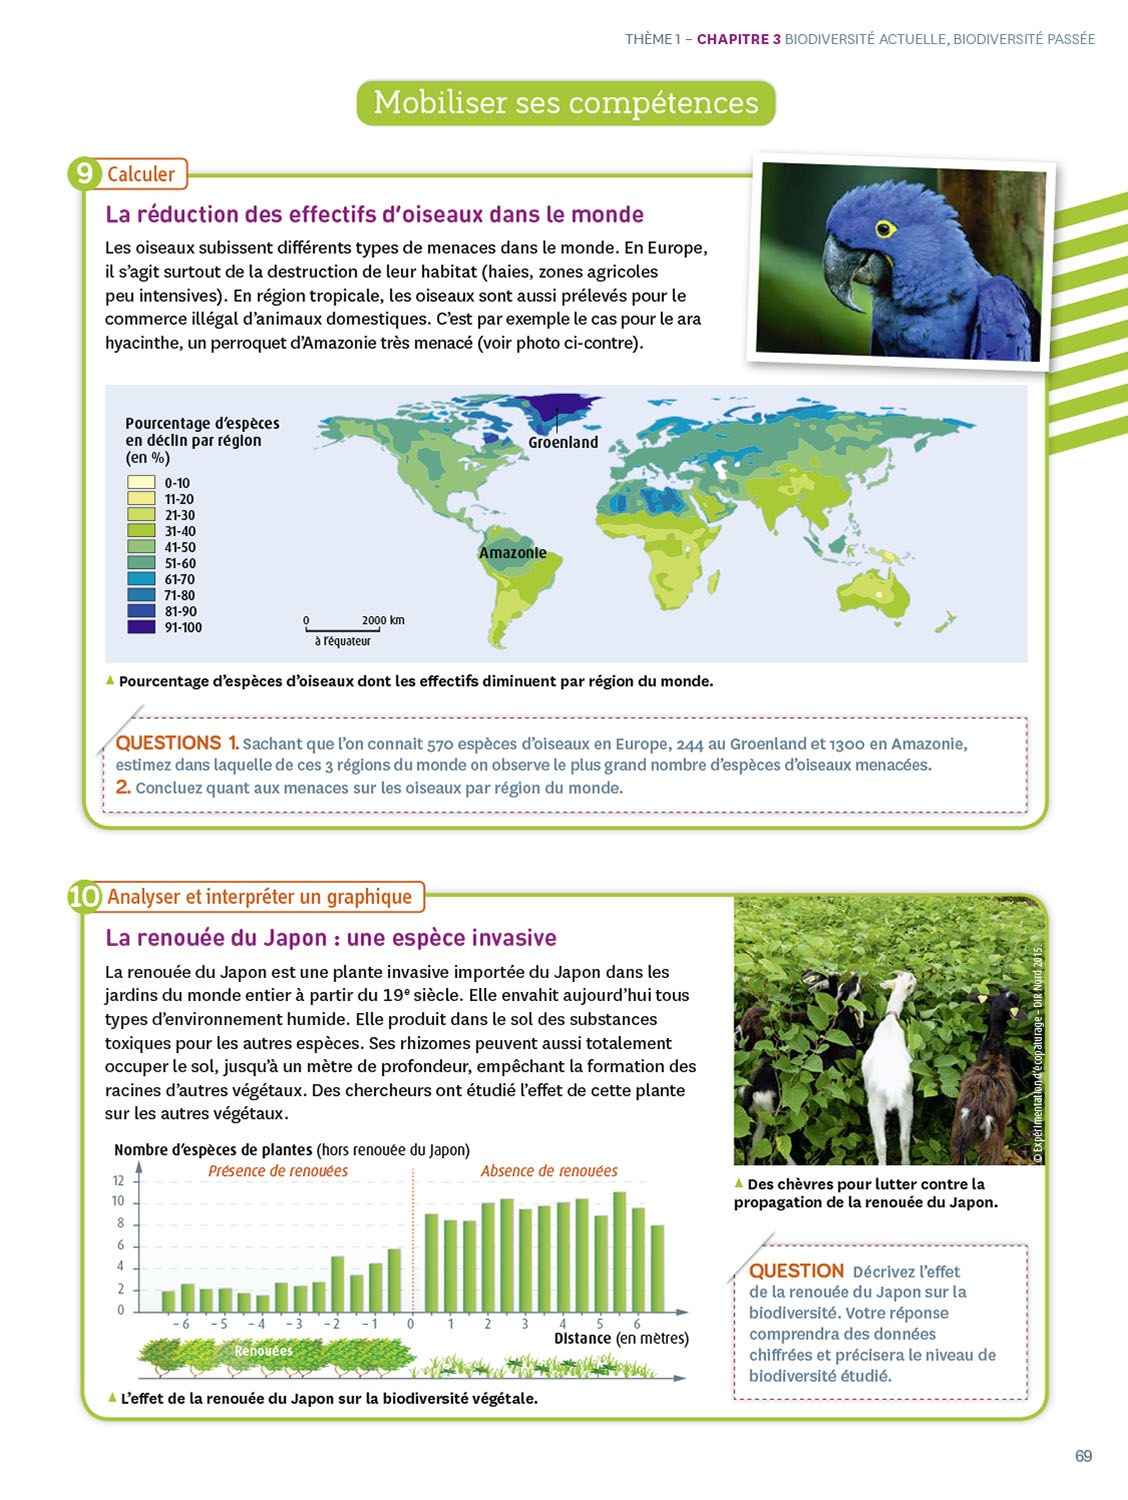 THÈME 1 – CHAPITRE 3 BIODIVERSITÉ ACTUELLE, BIODIVERSITÉ PASSÉE
Mobiliser ses compétences
9 Calculer
La réduction des effectifs d’oiseaux dans le monde
Les oiseaux subissent différents types de menaces dans le monde. En Europe,
il s’agit surtout de la destruction de leur habitat (haies, zones agricoles
peu intensives). En région tropicale, les oiseaux sont aussi prélevés pour le
commerce illégal d’animaux domestiques. C’est par exemple le cas pour le ara
hyacinthe, un perroquet d’Amazonie très menacé (voir photo ci-contre).
Pourcentage d’espèces
en déclin par région
(en %)
0-10
11-20
21-30
31-40
41-50
51-60
61-70
71-80
81-90
91-100
Groenland
Amazonie
0 2000 km
à l’équateur
Pourcentage d’espèces d’oiseaux dont les effectifs diminuent par région du monde.
QUESTIONS 1. Sachant que l’on connait 570 espèces d’oiseaux en Europe, 244 au Groenland et 1300 en Amazonie,
estimez dans laquelle de ces 3 régions du monde on observe le plus grand nombre d’espèces d’oiseaux menacées.
2. Concluez quant aux menaces sur les oiseaux par région du monde.
10 Analyser et interpréter un graphique
La renouée du Japon : une espèce invasive
La renouée du Japon est une plante invasive importée du Japon dans les
jardins du monde entier à partir du 19e siècle. Elle envahit aujourd’hui tous
types d’environnement humide. Elle produit dans le sol des substances
toxiques pour les autres espèces. Ses rhizomes peuvent aussi totalement
occuper le sol, jusqu’à un mètre de profondeur, empêchant la formation des
racines d’autres végétaux. Des chercheurs ont étudié l’effet de cette plante
sur les autres végétaux.
Nombre d’espèces de plantes (hors renouée du Japon)
Présence de renouées Absence de renouées
12
10
8
6
4
2
0
– 6 – 5 – 4 – 3 – 2 – 1 0 1 2 3 4 5 6
Distance (en mètres)
Renouées
L’effet de la renouée du Japon sur la biodiversité végétale.
© Expérimentation d’écopaturage – DIR Nord 2015.
Des chèvres pour lutter contre la
propagation de la renouée du Japon.
QUESTION Décrivez l’effet
de la renouée du Japon sur la
biodiversité. Votre réponse
comprendra des données
chiffrées et précisera le niveau de
biodiversité étudié.
69